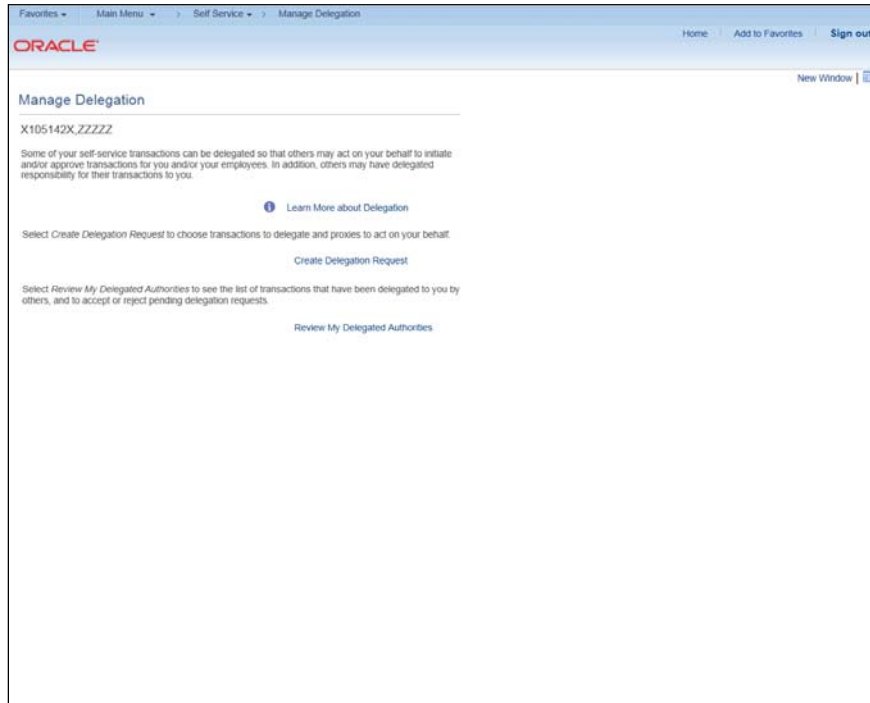 Favorites Main Menu > Self Service > Manage Delegation
Home Add to Favorites Sign out
ORACLE
New Window |
Manage Delegation
X105142X,ZZZZZ
Some of your self-service transactions can be delegated so that others may act on your behalf to initiate
and/or approve transactions for you and/or your employees. In addition, others may have delegated
responsibility for their transactions to you.
Learn More about Delegation
Select Create Delegation Request to choose transactions to delegate and proxies to act on your behalf.
Create Delegation Request
Select Review My Delegated Authorities to see the list of transactions that have been delegated to you by
others, and to accept or reject pending delegation requests.
Review My Delegated Authorities